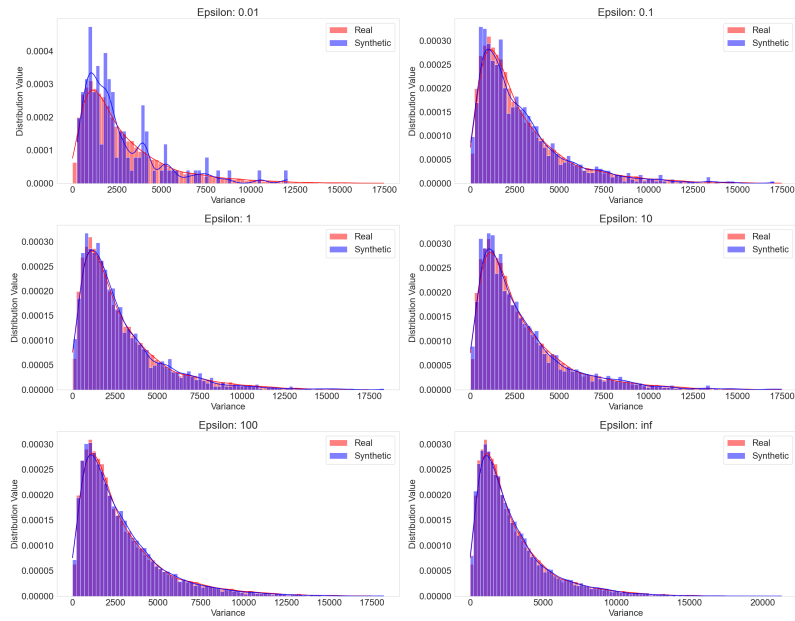 Epsilon: 0.01
Real
Synthetic
Distribution Value
0.0004
0.0003
0.0002
0.0001
0.0000
0 2500 5000 7500 10000 12500 15000 17500
Variance
Epsilon: 0.1
Real
Synthetic
Distribution Value
0.00030
0.00025
0.00020
0.00015
0.00010
0.00005
0.00000
0 2500 5000 7500 10000 12500 15000 17500
Variance
Epsilon: 1
Real
Synthetic
Distribution Value
0.00030
0.00025
0.00020
0.00015
0.00010
0.00005
0.00000
0 2500 5000 7500 10000 12500 15000 17500
Variance
Epsilon: 10
Real
Synthetic
Distribution Value
0.00030
0.00025
0.00020
0.00015
0.00010
0.00005
0.00000
0 2500 5000 7500 10000 12500 15000 17500
Variance
Epsilon: 100
Real
Synthetic
Distribution Value
0.00030
0.00025
0.00020
0.00015
0.00010
0.00005
0.00000
0 2500 5000 7500 10000 12500 15000 17500
Variance
Epsilon: inf
Real
Synthetic
Distribution Value
0.00030
0.00025
0.00020
0.00015
0.00010
0.00005
0.00000
0 5000 10000 15000 20000
Variance